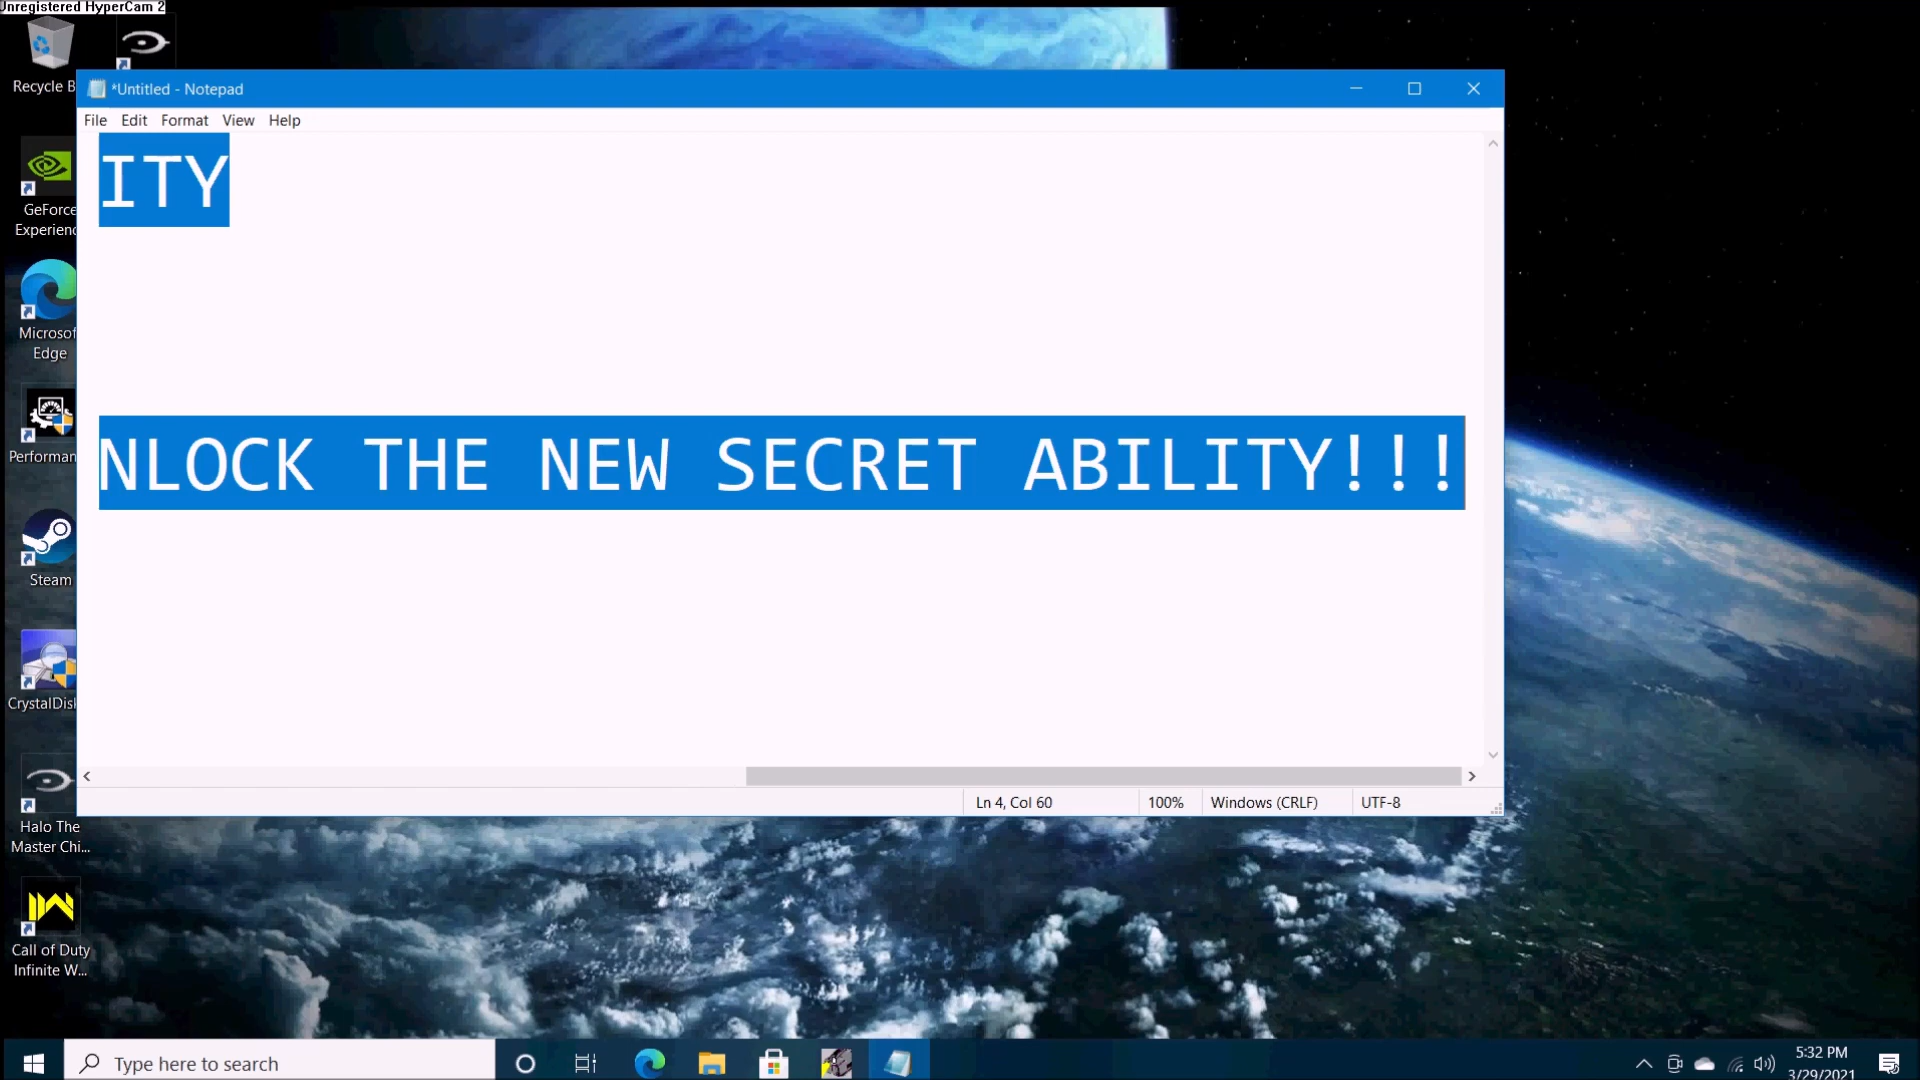 Unregistered HyperCam 2
Recycle B
*Untitled - Notepad
File Edit Format View Help
ITY
NLOCK THE NEW SECRET ABILITY!!!
GeForce
Experienc
Microsof
Edge
Performan
Steam
CrystalDis
Halo The
Master Chi...
Call of Duty
Infinite W...
Ln 4, Col 60
100%
Windows (CRLF)
UTF-8
Type here to search
5:32 PM
3/29/2021